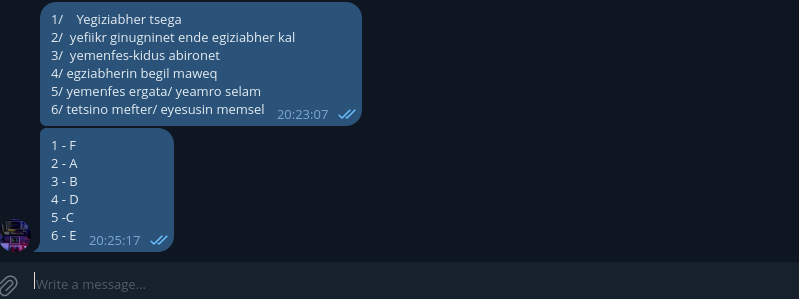 1/    Yegiziabher tsega
2/  yefiikr ginugninet ende egiziabher kal
3/  yemenfes-kidus abironet
4/ egziabherin begil maweq
5/ yemenfes ergata/ yeamro selam
6/ tetsino mefter/ eyesusin memsel
20:23:07
1 - F
2 - A
3 - B
4 - D
5 -C
6 - E
20:25:17
Write a message...